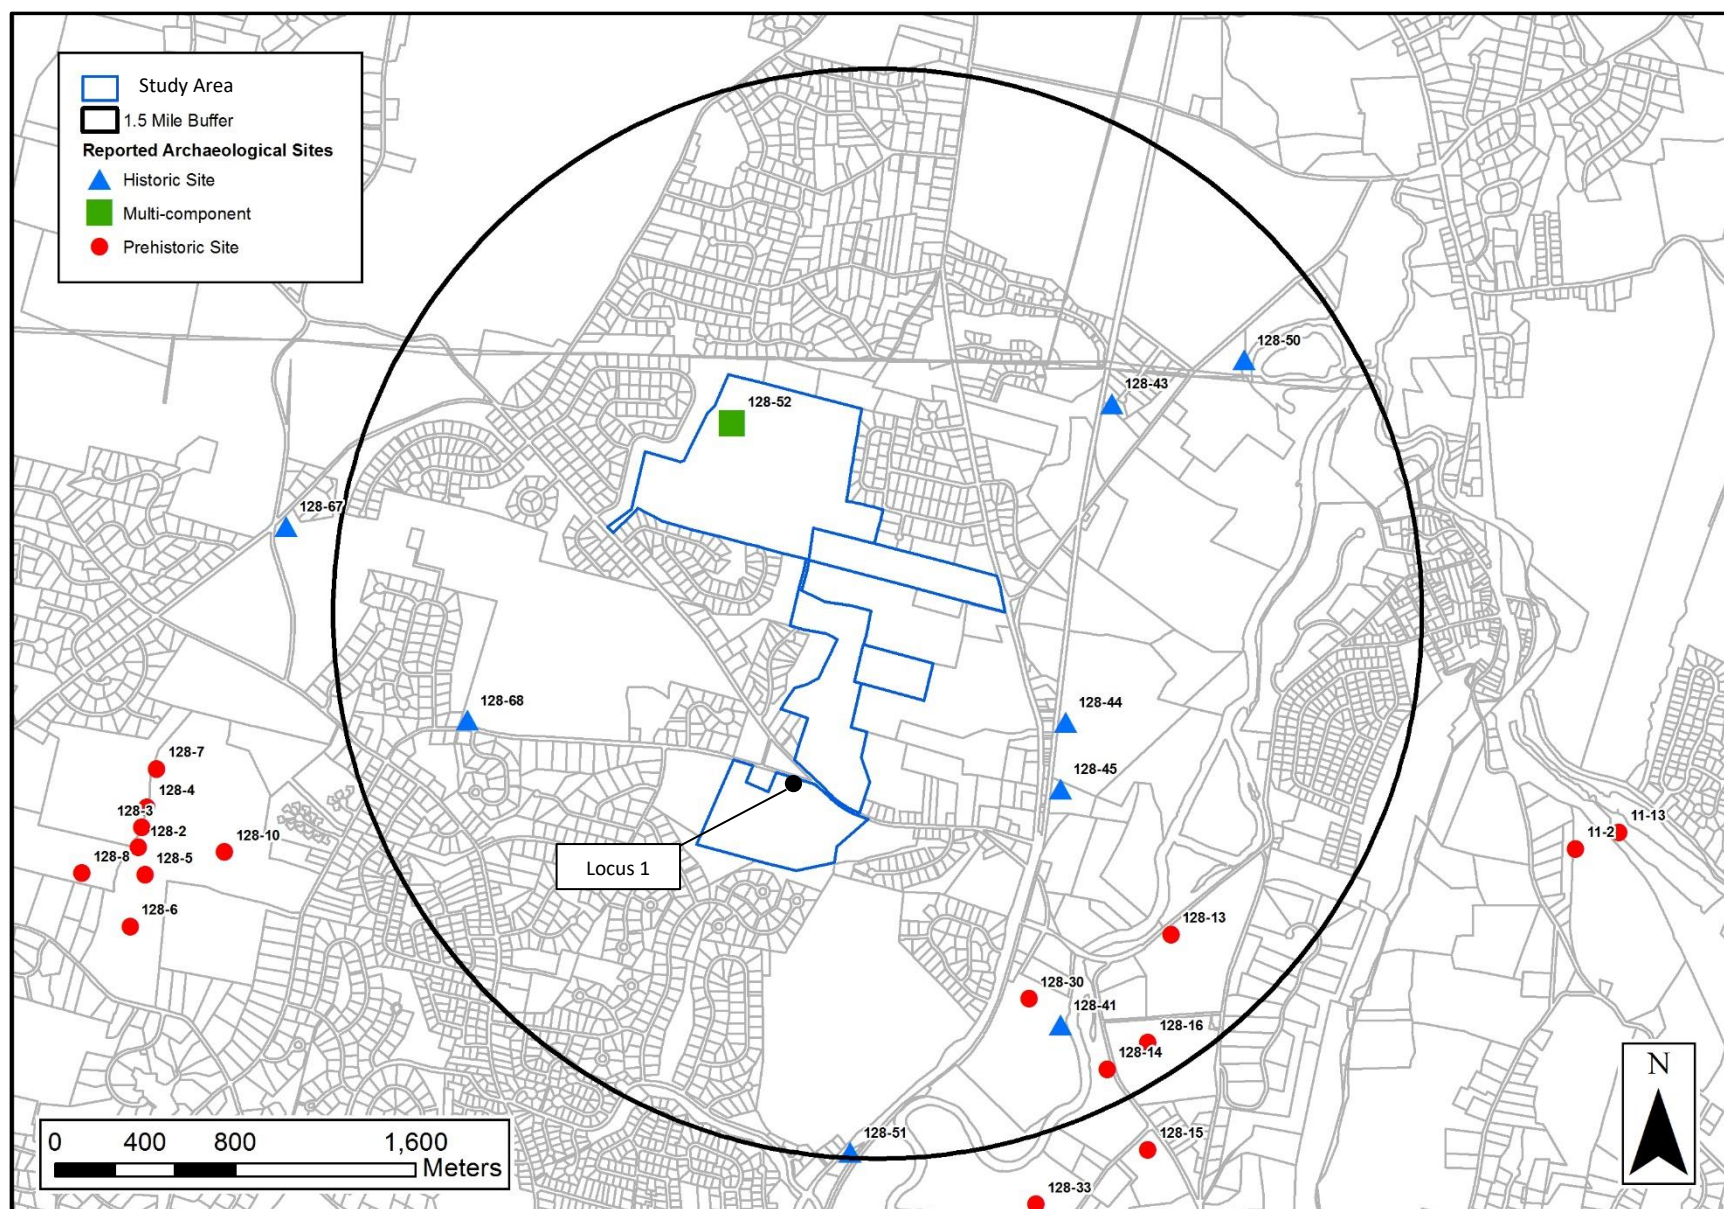 Study Area
1.5 Mile Buffer
Reported Archaeological Sites
Historic Site
Multi-component
Prehistoric Site
128-50
128-43
128-52
128-67
128-68
128-44
128-7
128-45
128-4
128-3
128-2
128-10
11-13
11-2
128-8
128-5
Locus 1
128-6
128-13
128-30
128-41
128-16
128-14
128-51
128-15
128-33
N
0 400 800 1,600
Meters